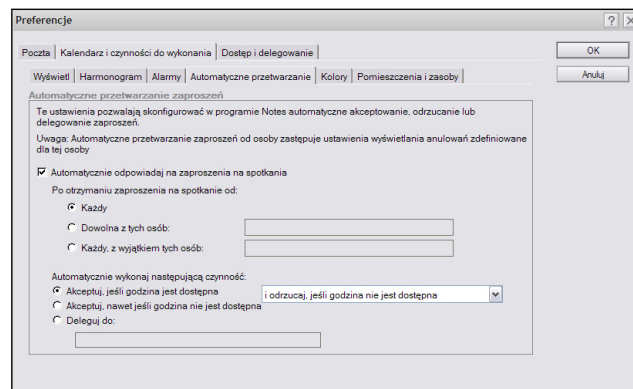 Preferencje
Poczta Kalendarz i czynności do wykonania Dostęp i delegowanie
OK
Wyświetl Harmonogram Alarmy Automatyczne przetwarzanie Kolory Pomieszczenia i zasoby
Anuluj
Automatyczne przetwarzanie zaproszeń
Te ustawienia pozwalają skonfigurować w programie Notes automatyczne akceptowanie, odrzucanie lub
delegowanie zaproszeń.
Uwaga: Automatyczne przetwarzanie zaproszeń od osoby zastępuje ustawienia wyświetlania anulowań zdefiniowane
dla tej osoby
Automatycznie odpowiadaj na zaproszenia na spotkania
Po otrzymaniu zaproszenia na spotkanie od:
Każdy
Dowolna z tych osób:
Każdy, z wyjątkiem tych osób:
Automatycznie wykonaj następującą czynność:
Akceptuj, jeśli godzina jest dostępna i odrzucaj, jeśli godzina nie jest dostępna
Akceptuj, nawet jeśli godzina nie jest dostępna
Deleguj do: